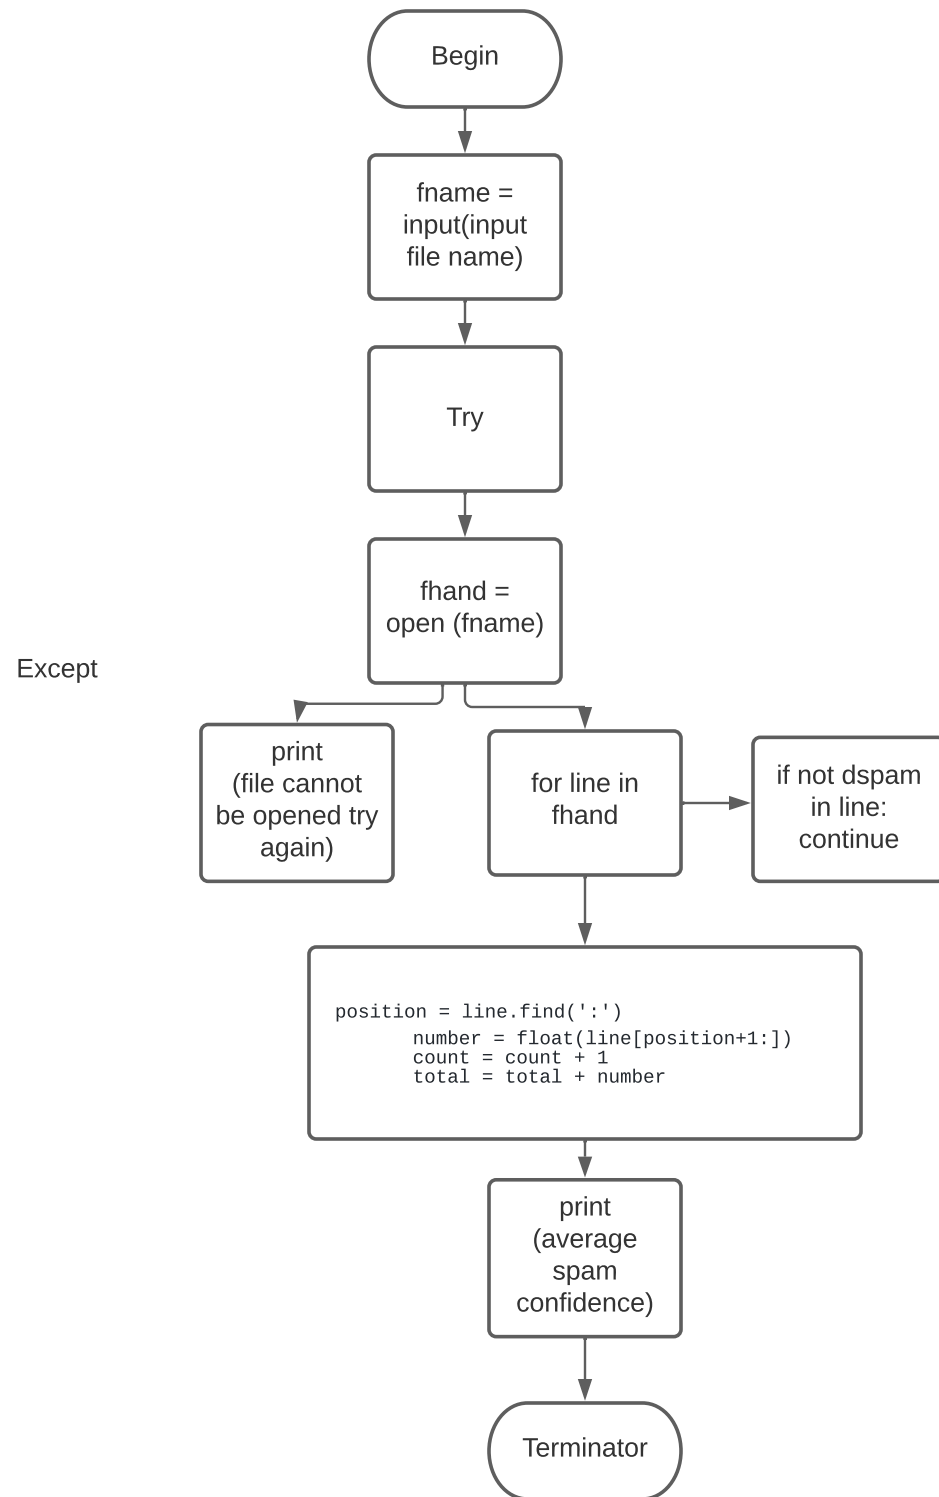 Begin
fname =
input(input
file name)
Try
fhand =
open (fname)
Except
print
(file cannot
be opened try
again)
for line in
fhand
if not dspam
in line:
continue
position = line.find(':')
number = float(line[position+1:])
count = count + 1
total = total + number
print
(average
spam
confidence)
Terminator